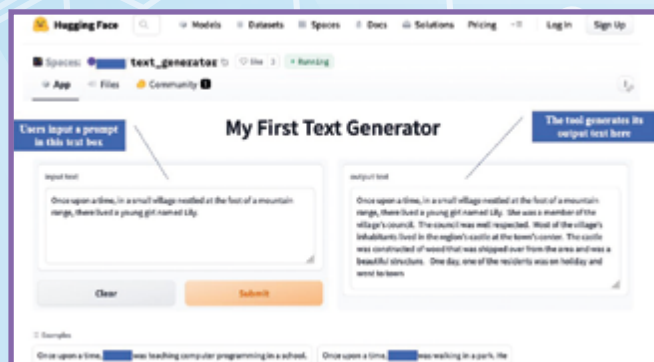 Hugging Face Models Datasets Spaces Docs Solutions Pricing Log In Sign Up
Spaces: text_generator like 3 Running
App Files Community 1
Users input a prompt
in this text box
My First Text Generator
The tool generates its
output text here
input text
Once upon a time, in a small village nestled at the foot of a mountain
range, there lived a young girl named Lily.
output text
Once upon a time, in a small village nestled at the foot of a mountain
range, there lived a young girl named Lily. She was a member of the
village's council. The council was well respected. Most of the village's
inhabitants lived in the region's castle at the town's center. The castle
was constructed of wood that was shipped over from the area and was a
beautiful structure. One day, one of the residents was on holiday and
went to town
Clear Submit
Examples
Once upon a time, was teaching computer programming in a school.
Once upon a time, was walking in a park. He